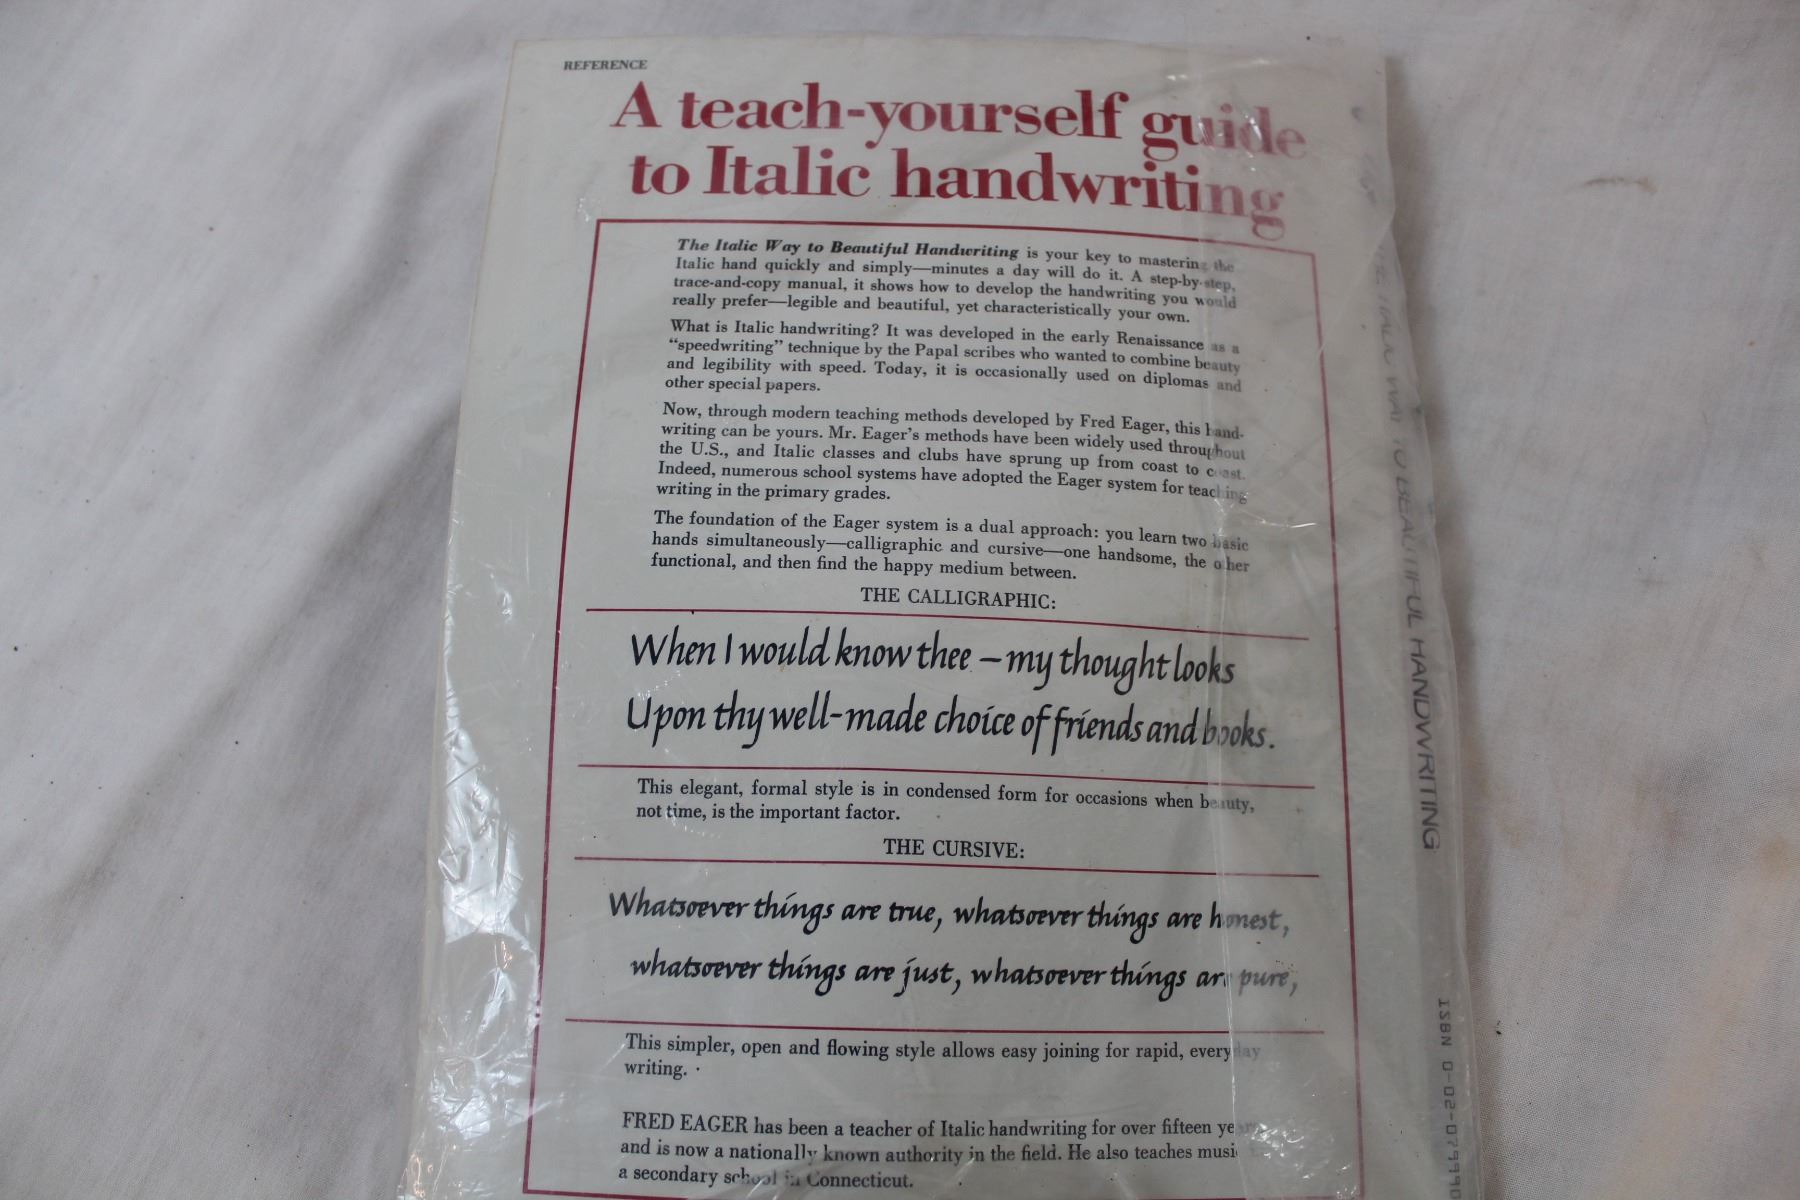 REFERENCE
A teach-yourself guide
to Italic handwriting
The Italic Way to Beautiful Handwriting is your key to mastering the
Italic hand quickly and simply—minutes a day will do it. A step-by-step,
trace-and-copy manual, it shows how to develop the handwriting you would
really prefer—legible and beautiful, yet characteristically your own.
What is Italic handwriting? It was developed in the early Renaissance as a
“speedwriting” technique by the Papal scribes who wanted to combine beauty
and legibility with speed. Today, it is occasionally used on diplomas and
other special papers.
Now, through modern teaching methods developed by Fred Eager, this hand-
writing can be yours. Mr. Eager’s methods have been widely used throughout
the U.S., and Italic classes and clubs have sprung up from coast to coast.
Indeed, numerous school systems have adopted the Eager system for teaching
writing in the primary grades.
The foundation of the Eager system is a dual approach: you learn two basic
hands simultaneously—calligraphic and cursive—one handsome, the other
functional, and then find the happy medium between.
THE CALLIGRAPHIC:
When I would know thee – my thought looks
Upon thy well-made choice of friends and books.
This elegant, formal style is in condensed form for occasions when beauty,
not time, is the important factor.
THE CURSIVE:
Whatsoever things are true, whatsoever things are honest,
whatsoever things are just, whatsoever things are pure,
This simpler, open and flowing style allows easy joining for rapid, everyday
writing.
FRED EAGER has been a teacher of Italic handwriting for over fifteen years
and is now a nationally known authority in the field. He also teaches music
a secondary school in Connecticut.
ITALIC WAY TO BEAUTIFUL HANDWRITING
ISBN 0-02-079990